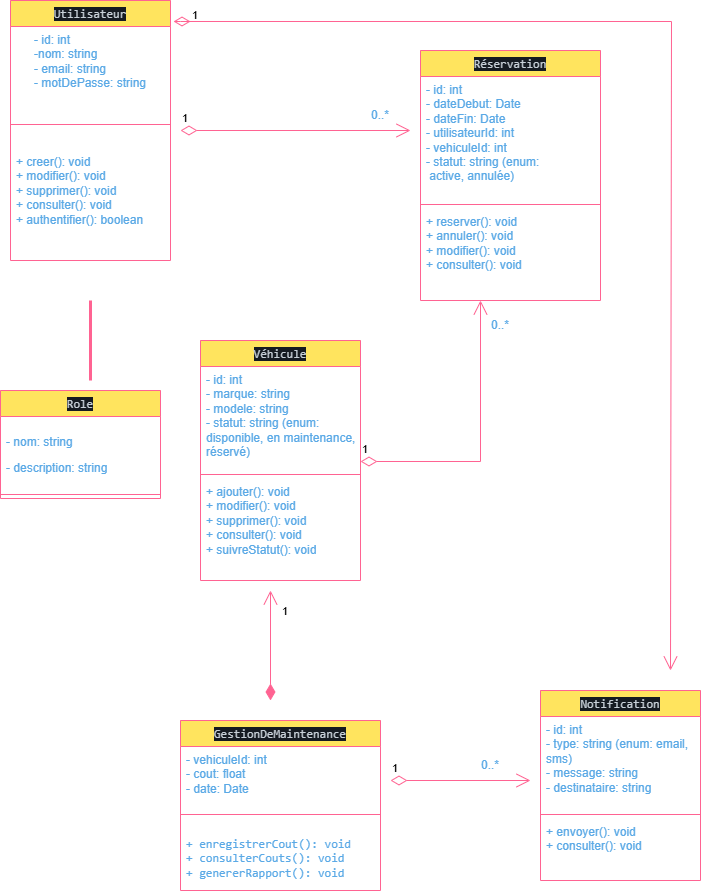 Utilisateur
- id: int
-nom: string
- email: string
- motDePasse: string
+ creer(): void
+ modifier(): void
+ supprimer(): void
+ consulter(): void
+ authentifier(): boolean
1
1
0..*
Réservation
- id: int
- dateDebut: Date
- dateFin: Date
- utilisateurId: int
- vehiculeId: int
- statut: string (enum:
active, annulée)
+ reserver(): void
+ annuler(): void
+ modifier(): void
+ consulter(): void
0..*
Role
- nom: string
- description: string
Véhicule
- id: int
- marque: string
- modele: string
- statut: string (enum:
disponible, en maintenance,
réservé)
+ ajouter(): void
+ modifier(): void
+ supprimer(): void
+ consulter(): void
+ suivreStatut(): void
1
1
GestionDeMaintenance
- vehiculeId: int
- cout: float
- date: Date
+ enregistrerCout(): void
+ consulterCouts(): void
+ genererRapport(): void
1
0..*
Notification
- id: int
- type: string (enum: email,
sms)
- message: string
- destinataire: string
+ envoyer(): void
+ consulter(): void